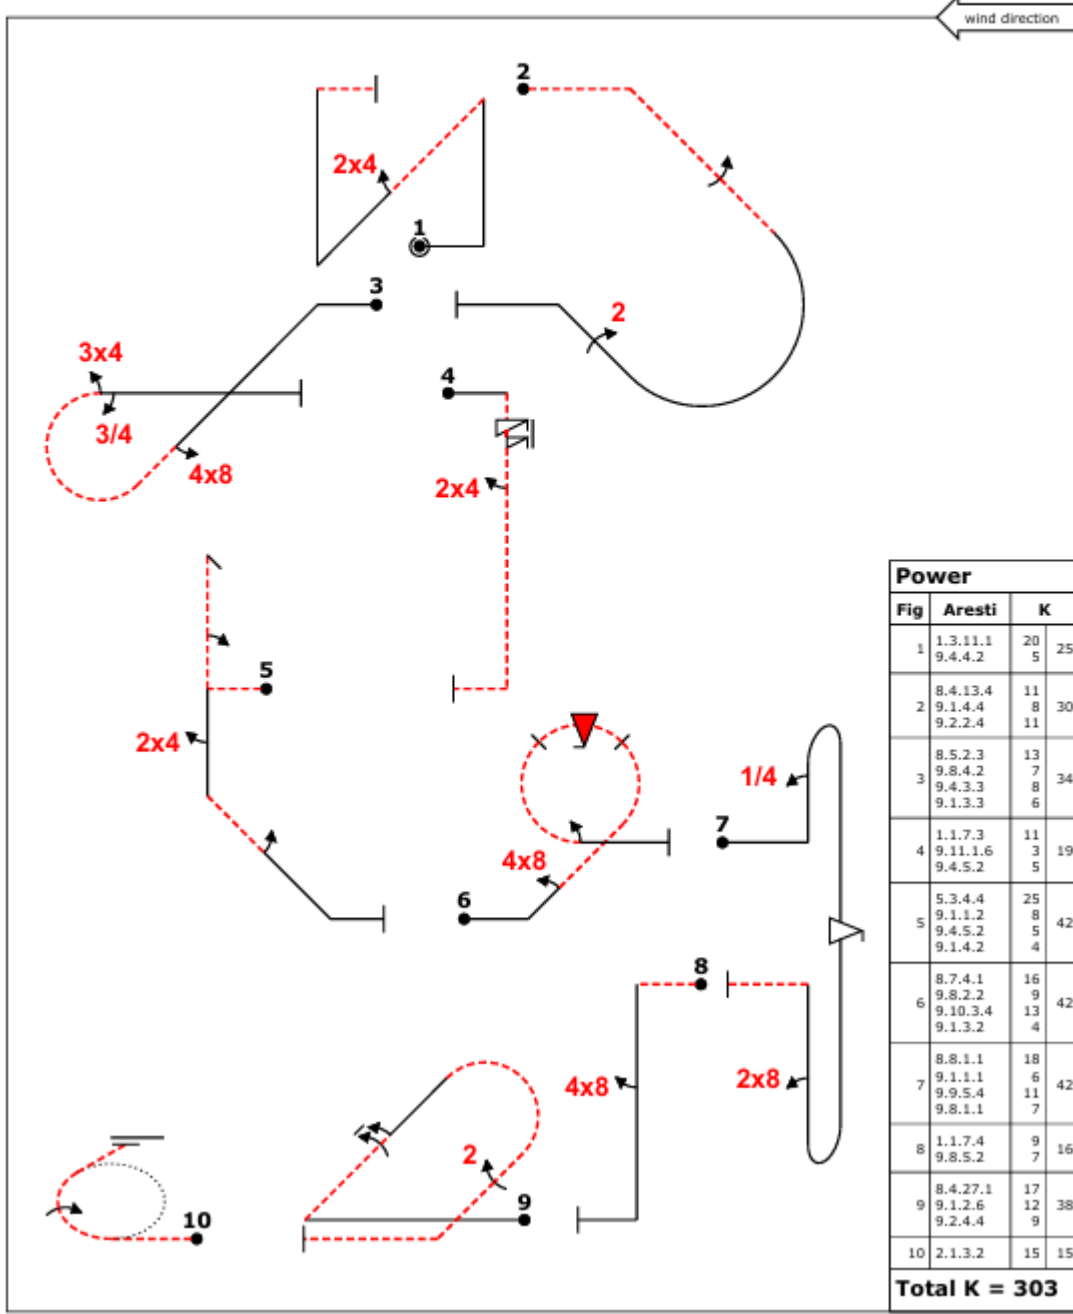 wind direction
2
2x4
1
3
2
3x4
4
3/4
4x8
2x4
5
2x4
1/4
7
4x8
6
8
4x8
2x8
2
9
10
Power
Fig Aresti K
1 1.3.11.1 20 25
9.4.4.2 5
2 8.4.13.4 11 30
9.1.4.4 8
9.2.2.4 11
3 8.5.2.3 13 34
9.8.4.2 7
9.4.3.3 8
9.1.3.3 6
4 1.1.7.3 11 19
9.11.1.6 3
9.4.5.2 5
5 5.3.4.4 25 42
9.1.1.2 8
9.4.5.2 5
9.1.4.2 4
6 8.7.4.1 16 42
9.8.2.2 9
9.10.3.4 13
9.1.3.2 4
7 8.8.1.1 18 42
9.1.1.1 6
9.9.5.4 11
9.8.1.1 7
8 1.1.7.4 9 16
9.8.5.2 7
9 8.4.27.1 17 38
9.1.2.6 12
9.2.4.4 9
10 2.1.3.2 15 15
Total K = 303